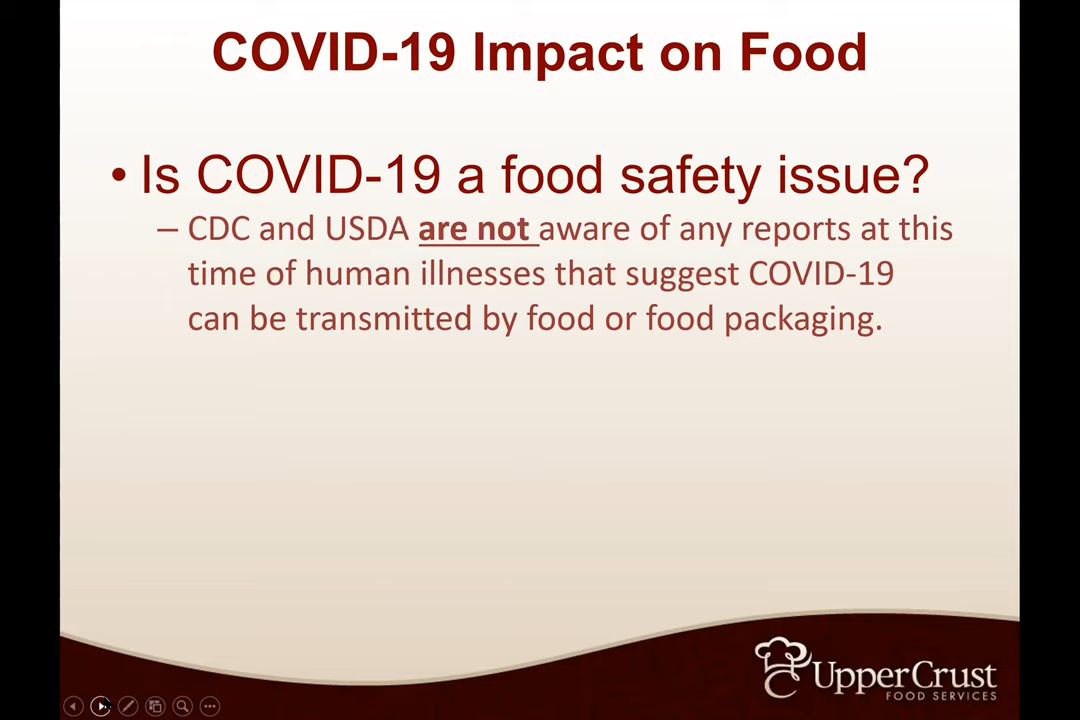 COVID-19 Impact on Food
• Is COVID-19 a food safety issue?
– CDC and USDA are not aware of any reports at this
time of human illnesses that suggest COVID-19
can be transmitted by food or food packaging.
UpperCrust
FOOD SERVICES